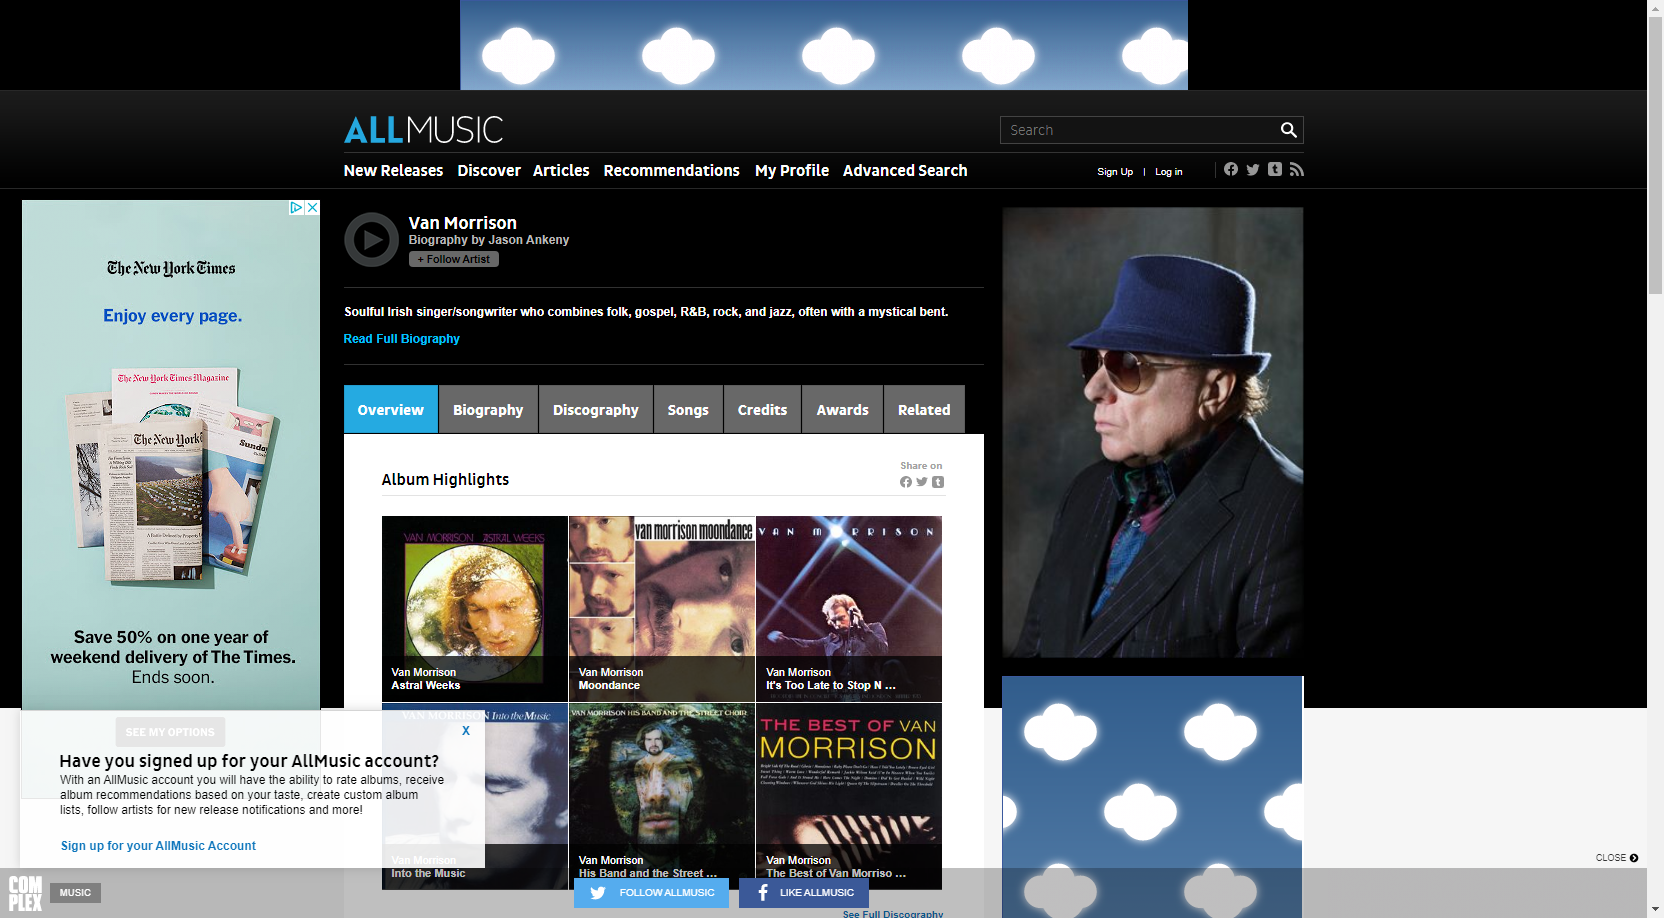 ALLMUSIC
Search
New Releases Discover Articles Recommendations My Profile Advanced Search
Sign Up | Log in
The New York Times
Enjoy every page.
The New York Times Magazine
The New York
Sunday
Save 50% on one year of
weekend delivery of The Times.
Ends soon.
SEE MY OPTIONS
Van Morrison
Biography by Jason Ankeny
+ Follow Artist
Soulful Irish singer/songwriter who combines folk, gospel, R&B, rock, and jazz, often with a mystical bent.
Read Full Biography
Overview Biography Discography Songs Credits Awards Related
Album Highlights
Share on
VAN MORRISON ASTRAL WEEKS
Van Morrison
Astral Weeks
van morrison moondance
Van Morrison
Moondance
VAN MORRISON
Van Morrison
It's Too Late to Stop N ...
VAN MORRISON Into the Music
Van Morrison
Into the Music
VAN MORRISON HIS BAND AND THE STREET CHOIR
Van Morrison
His Band and the Street ...
THE BEST OF VAN
MORRISON
Van Morrison
The Best of Van Morriso ...
See Full Discography
X
Have you signed up for your AllMusic account?
With an AllMusic account you will have the ability to rate albums, receive
album recommendations based on your taste, create custom album
lists, follow artists for new release notifications and more!
Sign up for your AllMusic Account
CLOSE
COM
PLEX
MUSIC
FOLLOW ALLMUSIC
LIKE ALLMUSIC